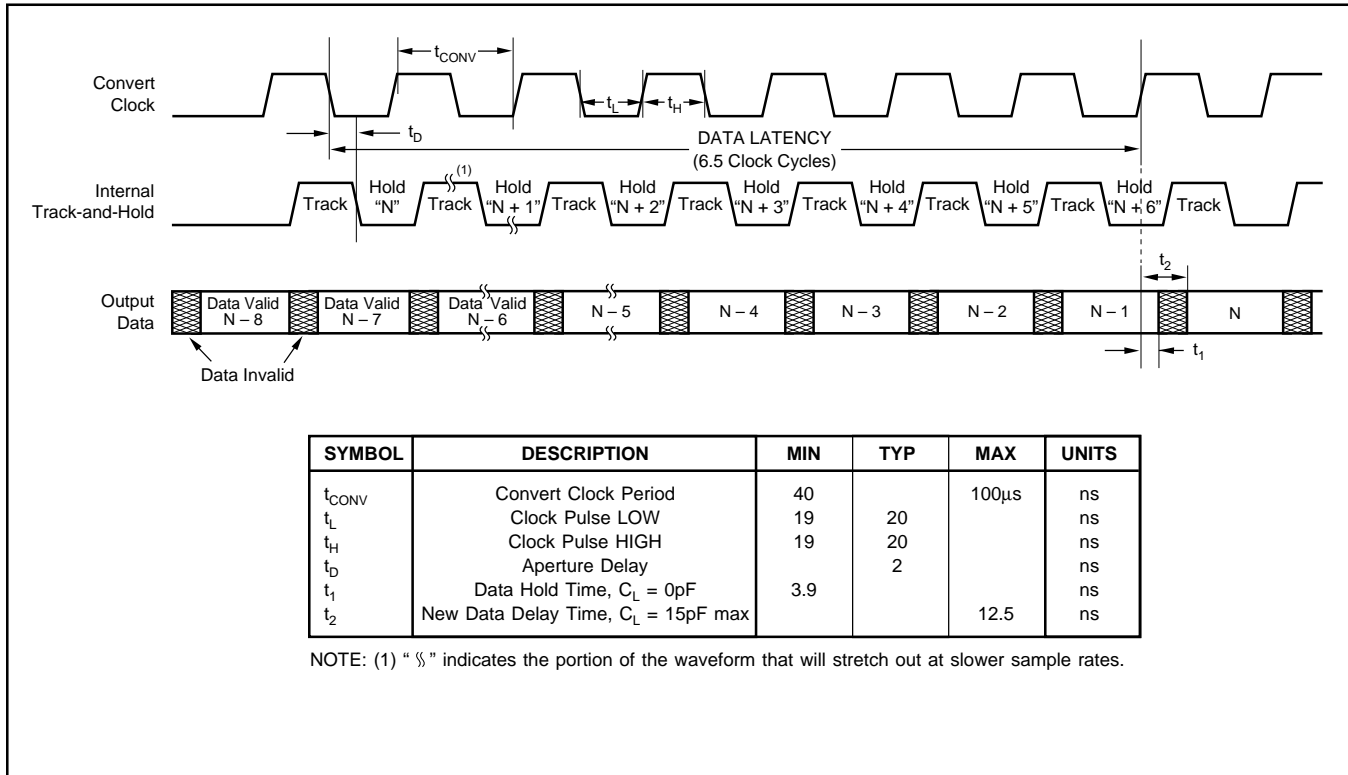 t_CONV
Convert
Clock
t_L
t_H
t_D
DATA LATENCY
(6.5 Clock Cycles)
(1)
Internal
Track-and-Hold
Track
Hold
“N”
Track
Hold
“N + 1”
Track
Hold
“N + 2”
Track
Hold
“N + 3”
Track
Hold
“N + 4”
Track
Hold
“N + 5”
Track
Hold
“N + 6”
Track
t_2
Output
Data
Data Valid
N – 8
Data Valid
N – 7
Data Valid
N – 6
N – 5
N – 4
N – 3
N – 2
N – 1
N
t_1
Data Invalid
SYMBOL DESCRIPTION MIN TYP MAX UNITS
t_CONV Convert Clock Period 40 100µs ns
t_L Clock Pulse LOW 19 20 ns
t_H Clock Pulse HIGH 19 20 ns
t_D Aperture Delay 2 ns
t_1 Data Hold Time, C_L = 0pF 3.9 ns
t_2 New Data Delay Time, C_L = 15pF max 12.5 ns
NOTE: (1) “ ” indicates the portion of the waveform that will stretch out at slower sample rates.